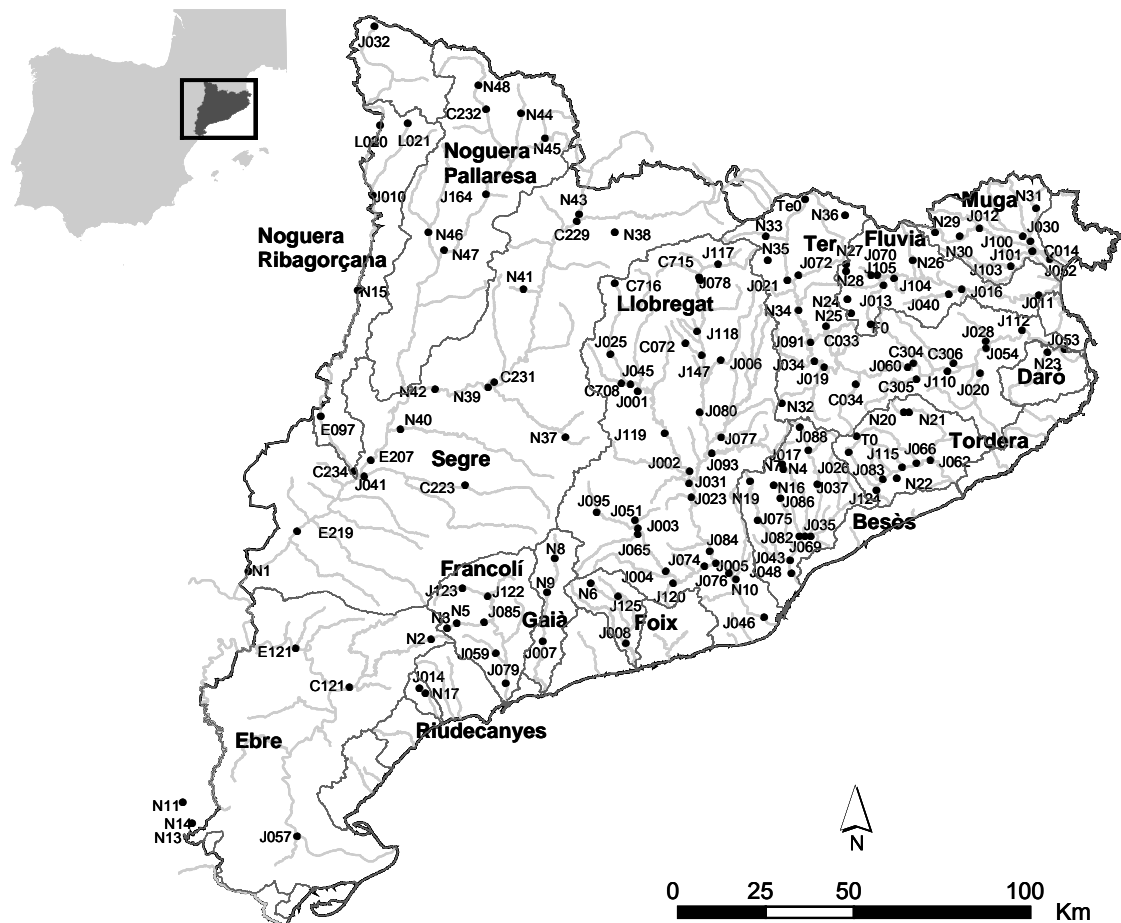 J032
N48
C232
N44
L020
L021
N45
Noguera
Pallaresa
J010
J164
N43
C229
N38
N46
N47
Noguera
Ribagorçana
N15
N41
Te0
N36
N33
N35
Ter
Fluvià
Muga
N31
N29
J012
J030
J100
N30
J101
C014
J103
J052
N27
J070
N26
J105
N28
J104
J072
J021
J117
C715
J078
C716
Llobregat
J016
J040
J011
N24
J013
N25
N34
F0
J112
J118
C072
C033
J091
J028
J025
J147
J006
J034
J019
C304
J060
C306
J054
J053
N23
C305
J110
J020
Daró
J045
C708
J001
C034
C231
N42
N39
N40
N37
E097
E207
Segre
C234
J041
C223
J080
J119
J077
J093
J002
J031
J023
N32
N20
N21
J088
T0
Tordera
J017
N7
N4
J026
J115
J066
J062
J083
N22
J124
N19
N16
J037
J086
Besòs
J095
J051
J003
J065
J075
J082
J035
J069
J084
J043
J048
J074
J005
J076
N10
J004
J120
J046
E219
N1
N8
N9
Francolí
J123
J122
N5
N3
J085
N2
Gaià
N6
J125
Foix
J008
J007
J059
J079
E121
C121
J014
N17
Riudecanyes
Ebre
N11
N14
N13
J057
N
0
25
50
100
Km